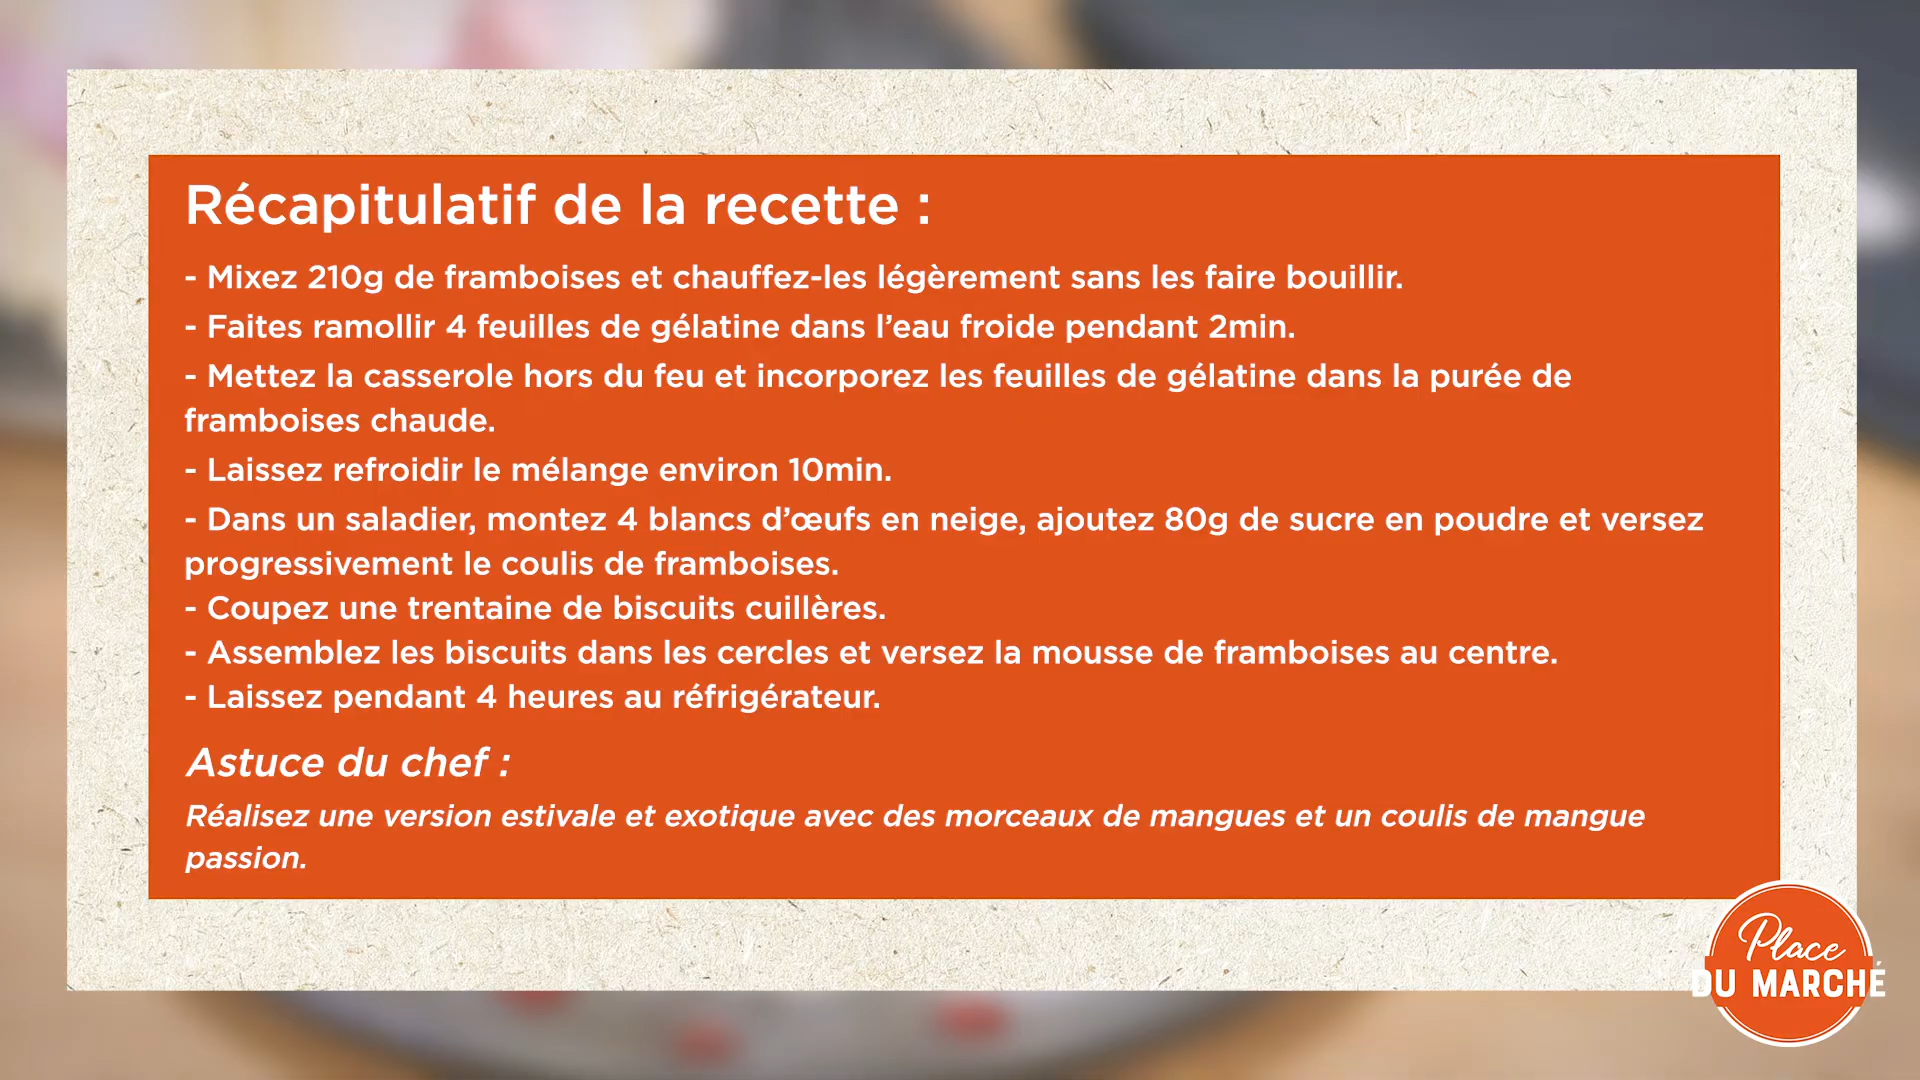 Récapitulatif de la recette :
- Mixez 210g de framboises et chauffez-les légèrement sans les faire bouillir.
- Faites ramollir 4 feuilles de gélatine dans l’eau froide pendant 2min.
- Mettez la casserole hors du feu et incorporez les feuilles de gélatine dans la purée de
framboises chaude.
- Laissez refroidir le mélange environ 10min.
- Dans un saladier, montez 4 blancs d’œufs en neige, ajoutez 80g de sucre en poudre et versez
progressivement le coulis de framboises.
- Coupez une trentaine de biscuits cuillères.
- Assemblez les biscuits dans les cercles et versez la mousse de framboises au centre.
- Laissez pendant 4 heures au réfrigérateur.
Astuce du chef :
Réalisez une version estivale et exotique avec des morceaux de mangues et un coulis de mangue
passion.
Place
DU MARCHÉ